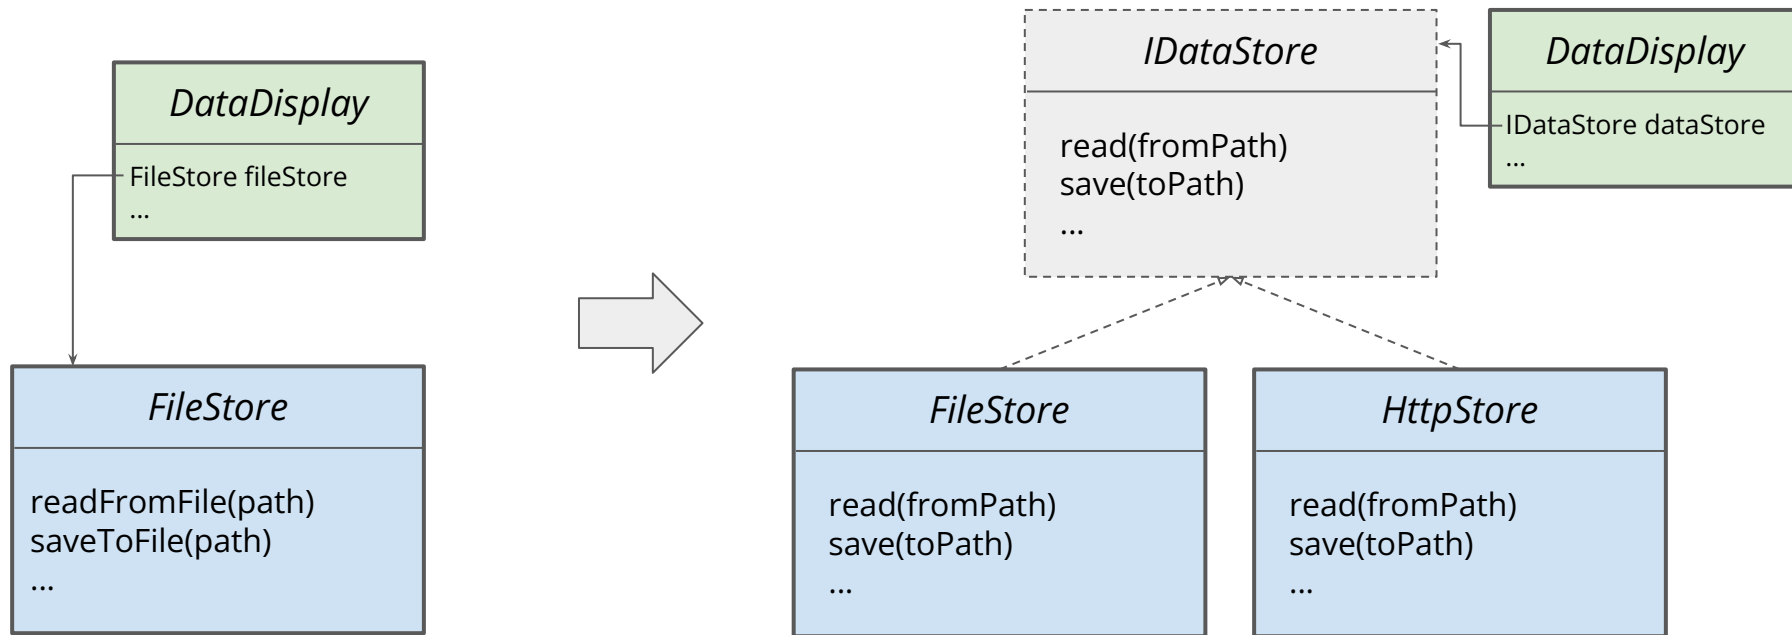 DataDisplay
FileStore fileStore
...
FileStore
readFromFile(path)
saveToFile(path)
...
IDataStore
read(fromPath)
save(toPath)
...
DataDisplay
IDataStore dataStore
...
FileStore
read(fromPath)
save(toPath)
...
HttpStore
read(fromPath)
save(toPath)
...